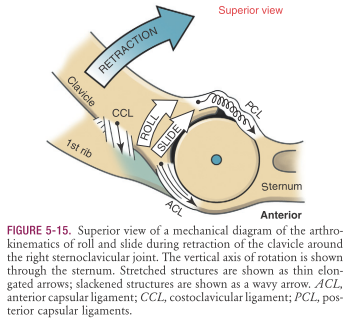 Superior view
RETRACTION
Clavicle
CCL
PCL
ROLL
SLIDE
1st rib
Sternum
ACL
Anterior
FIGURE 5-15. Superior view of a mechanical diagram of the arthro-
kinematics of roll and slide during retraction of the clavicle around
the right sternoclavicular joint. The vertical axis of rotation is shown
through the sternum. Stretched structures are shown as thin elon-
gated arrows; slackened structures are shown as a wavy arrow. ACL,
anterior capsular ligament; CCL, costoclavicular ligament; PCL, pos-
terior capsular ligaments.